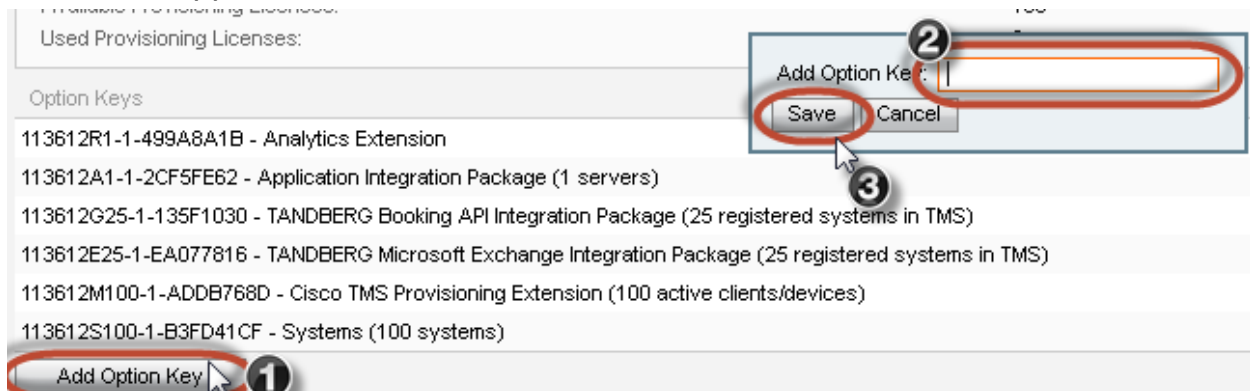 Available Provisioning Licenses:
Used Provisioning Licenses:
2
Add Option Key:
Save Cancel
Option Keys
113612R1-1-499A8A1B - Analytics Extension
3
113612A1-1-2CF5FE62 - Application Integration Package (1 servers)
113612G25-1-135F1030 - TANDBERG Booking API Integration Package (25 registered systems in TMS)
113612E25-1-EA077816 - TANDBERG Microsoft Exchange Integration Package (25 registered systems in TMS)
113612M100-1-ADDB768D - Cisco TMS Provisioning Extension (100 active clients/devices)
113612S100-1-B3FD41CF - Systems (100 systems)
Add Option Key 1